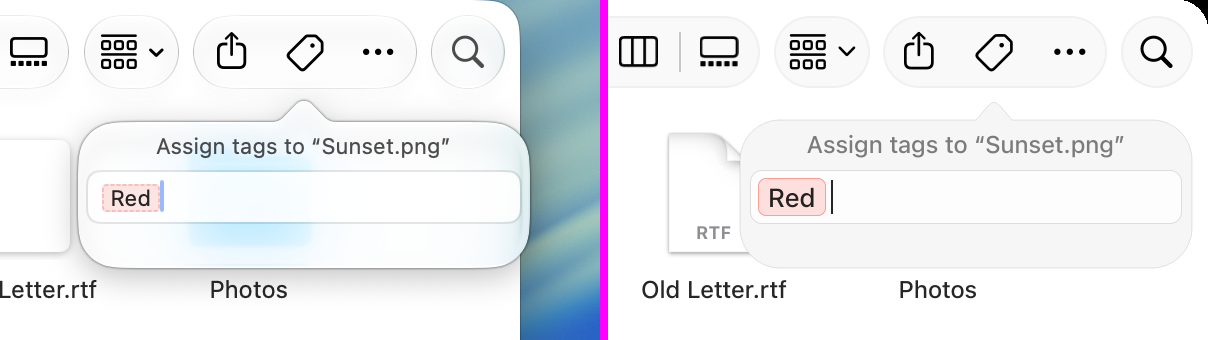 Assign tags to “Sunset.png”
Red
Letter.rtf
Photos
Assign tags to “Sunset.png”
Red
RTF
Old Letter.rtf
Photos